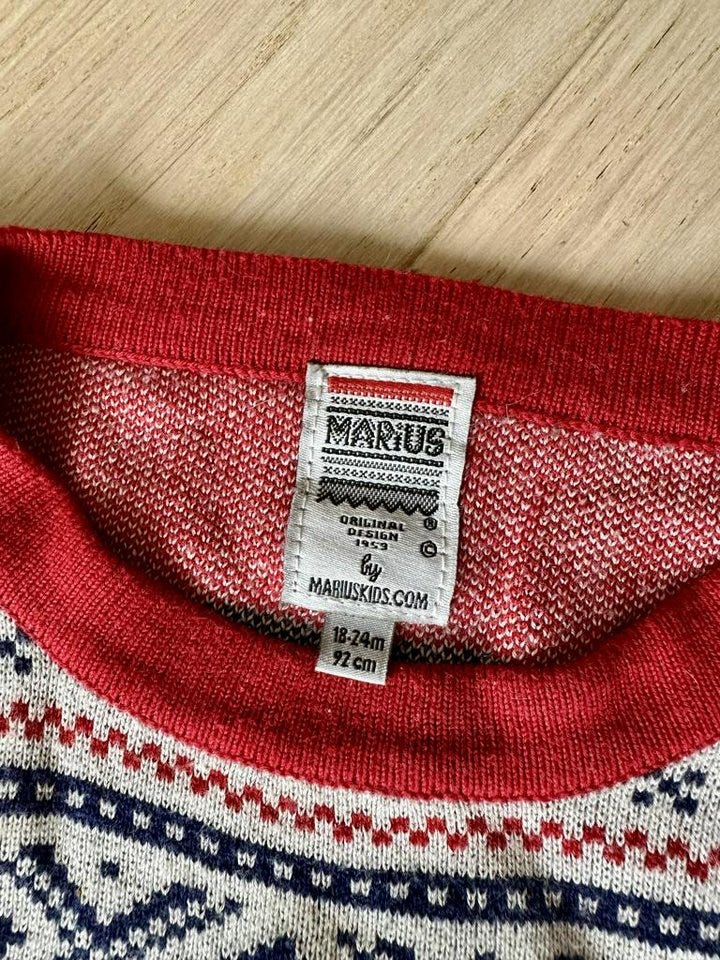 MARiUS
®
ORIGINAL
DESIGN
1953
©
by
MARIUSKIDS.COM
18-24m
92 cm